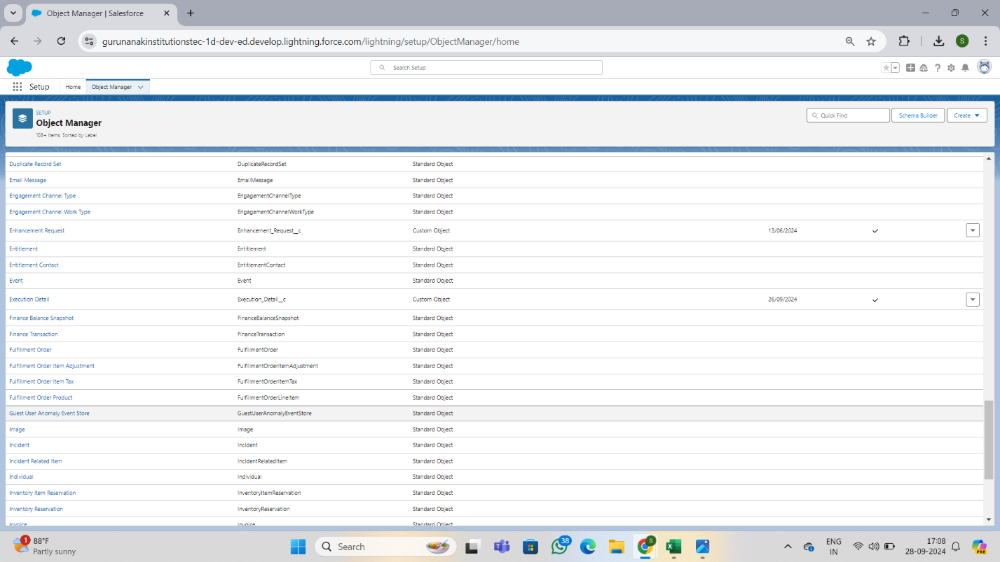 Object Manager | Salesforce
gurunanakinstitutionstec-1d-dev-ed.develop.lightning.force.com/lightning/setup/ObjectManager/home
S
Search Setup
Setup Home Object Manager
SETUP
Object Manager
103+ Items. Sorted by Label
Quick Find
Schema Builder
Create
Duplicate Record Set DuplicateRecordSet Standard Object
Email Message EmailMessage Standard Object
Engagement Channel Type EngagementChannelType Standard Object
Engagement Channel Work Type EngagementChannelWorkType Standard Object
Enhancement Request Enhancement_Request__c Custom Object 13/06/2024
Entitlement Entitlement Standard Object
Entitlement Contact EntitlementContact Standard Object
Event Event Standard Object
Execution Detail Execution_Detail__c Custom Object 26/09/2024
Finance Balance Snapshot FinanceBalanceSnapshot Standard Object
Finance Transaction FinanceTransaction Standard Object
Fulfillment Order FulfillmentOrder Standard Object
Fulfillment Order Item Adjustment FulfillmentOrderItemAdjustment Standard Object
Fulfillment Order Item Tax FulfillmentOrderItemTax Standard Object
Fulfillment Order Product FulfillmentOrderLineItem Standard Object
Guest User Anomaly Event Store GuestUserAnomalyEventStore Standard Object
Image Image Standard Object
Incident Incident Standard Object
Incident Related Item IncidentRelatedItem Standard Object
Individual Individual Standard Object
Inventory Item Reservation InventoryItemReservation Standard Object
Inventory Reservation InventoryReservation Standard Object
Invoice Invoice Standard Object
1
88°F
Partly sunny
Search
38
S
ENG
IN
17:08
28-09-2024
PRE